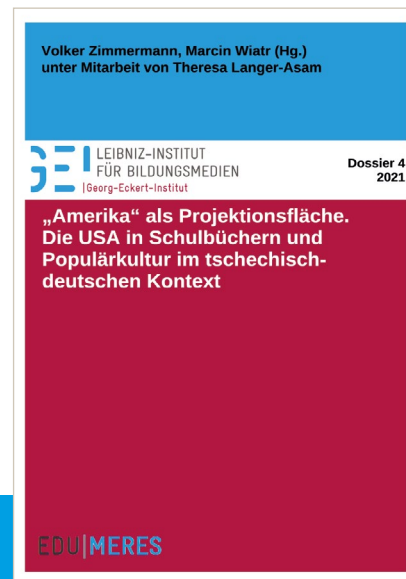 Volker Zimmermann, Marcin Wiatr (Hg.)
unter Mitarbeit von Theresa Langer-Asam
GEI
LEIBNIZ-INSTITUT
FÜR BILDUNGSMEDIEN
|Georg-Eckert-Institut
Dossier 4
2021
„Amerika“ als Projektionsfläche.
Die USA in Schulbüchern und
Populärkultur im tschechisch-
deutschen Kontext
EDU|MERES